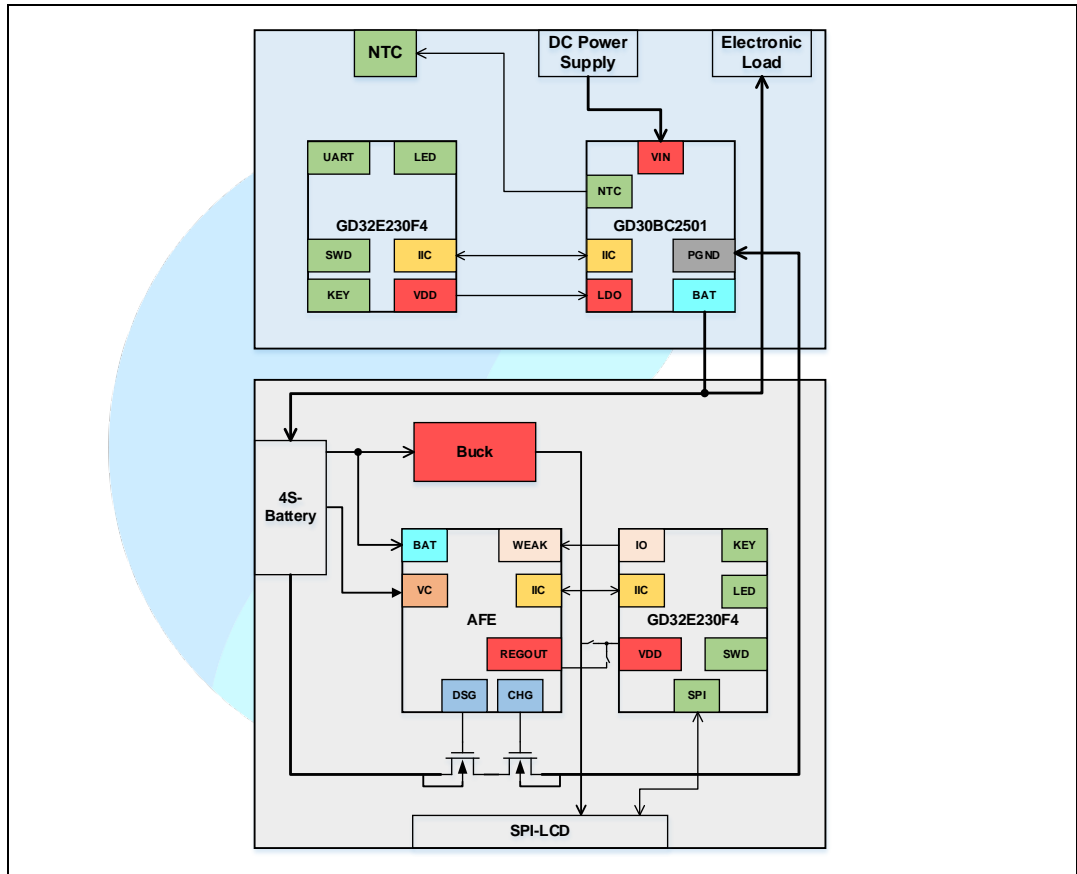 NTC
DC Power
Supply
Electronic
Load
UART
LED
VIN
NTC
GD32E230F4
GD30BC2501
SWD
IIC
IIC
PGND
KEY
VDD
LDO
BAT
Buck
4S-
Battery
BAT
WEAK
IO
KEY
VC
IIC
IIC
LED
AFE
GD32E230F4
REGOUT
VDD
SWD
DSG
CHG
SPI
SPI-LCD